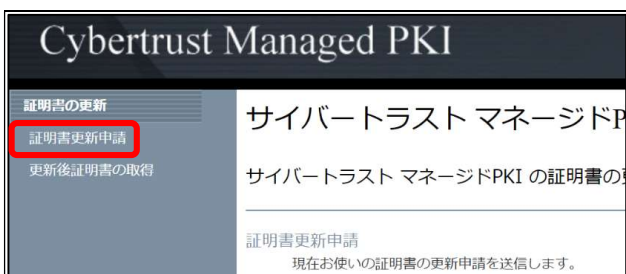 Cybertrust Managed PKI
証明書の更新
証明書更新申請
更新後証明書の取得
サイバートラスト マネージドP
サイバートラスト マネージドPKI の証明書の
証明書更新申請
現在お使いの証明書の更新申請を送信します。